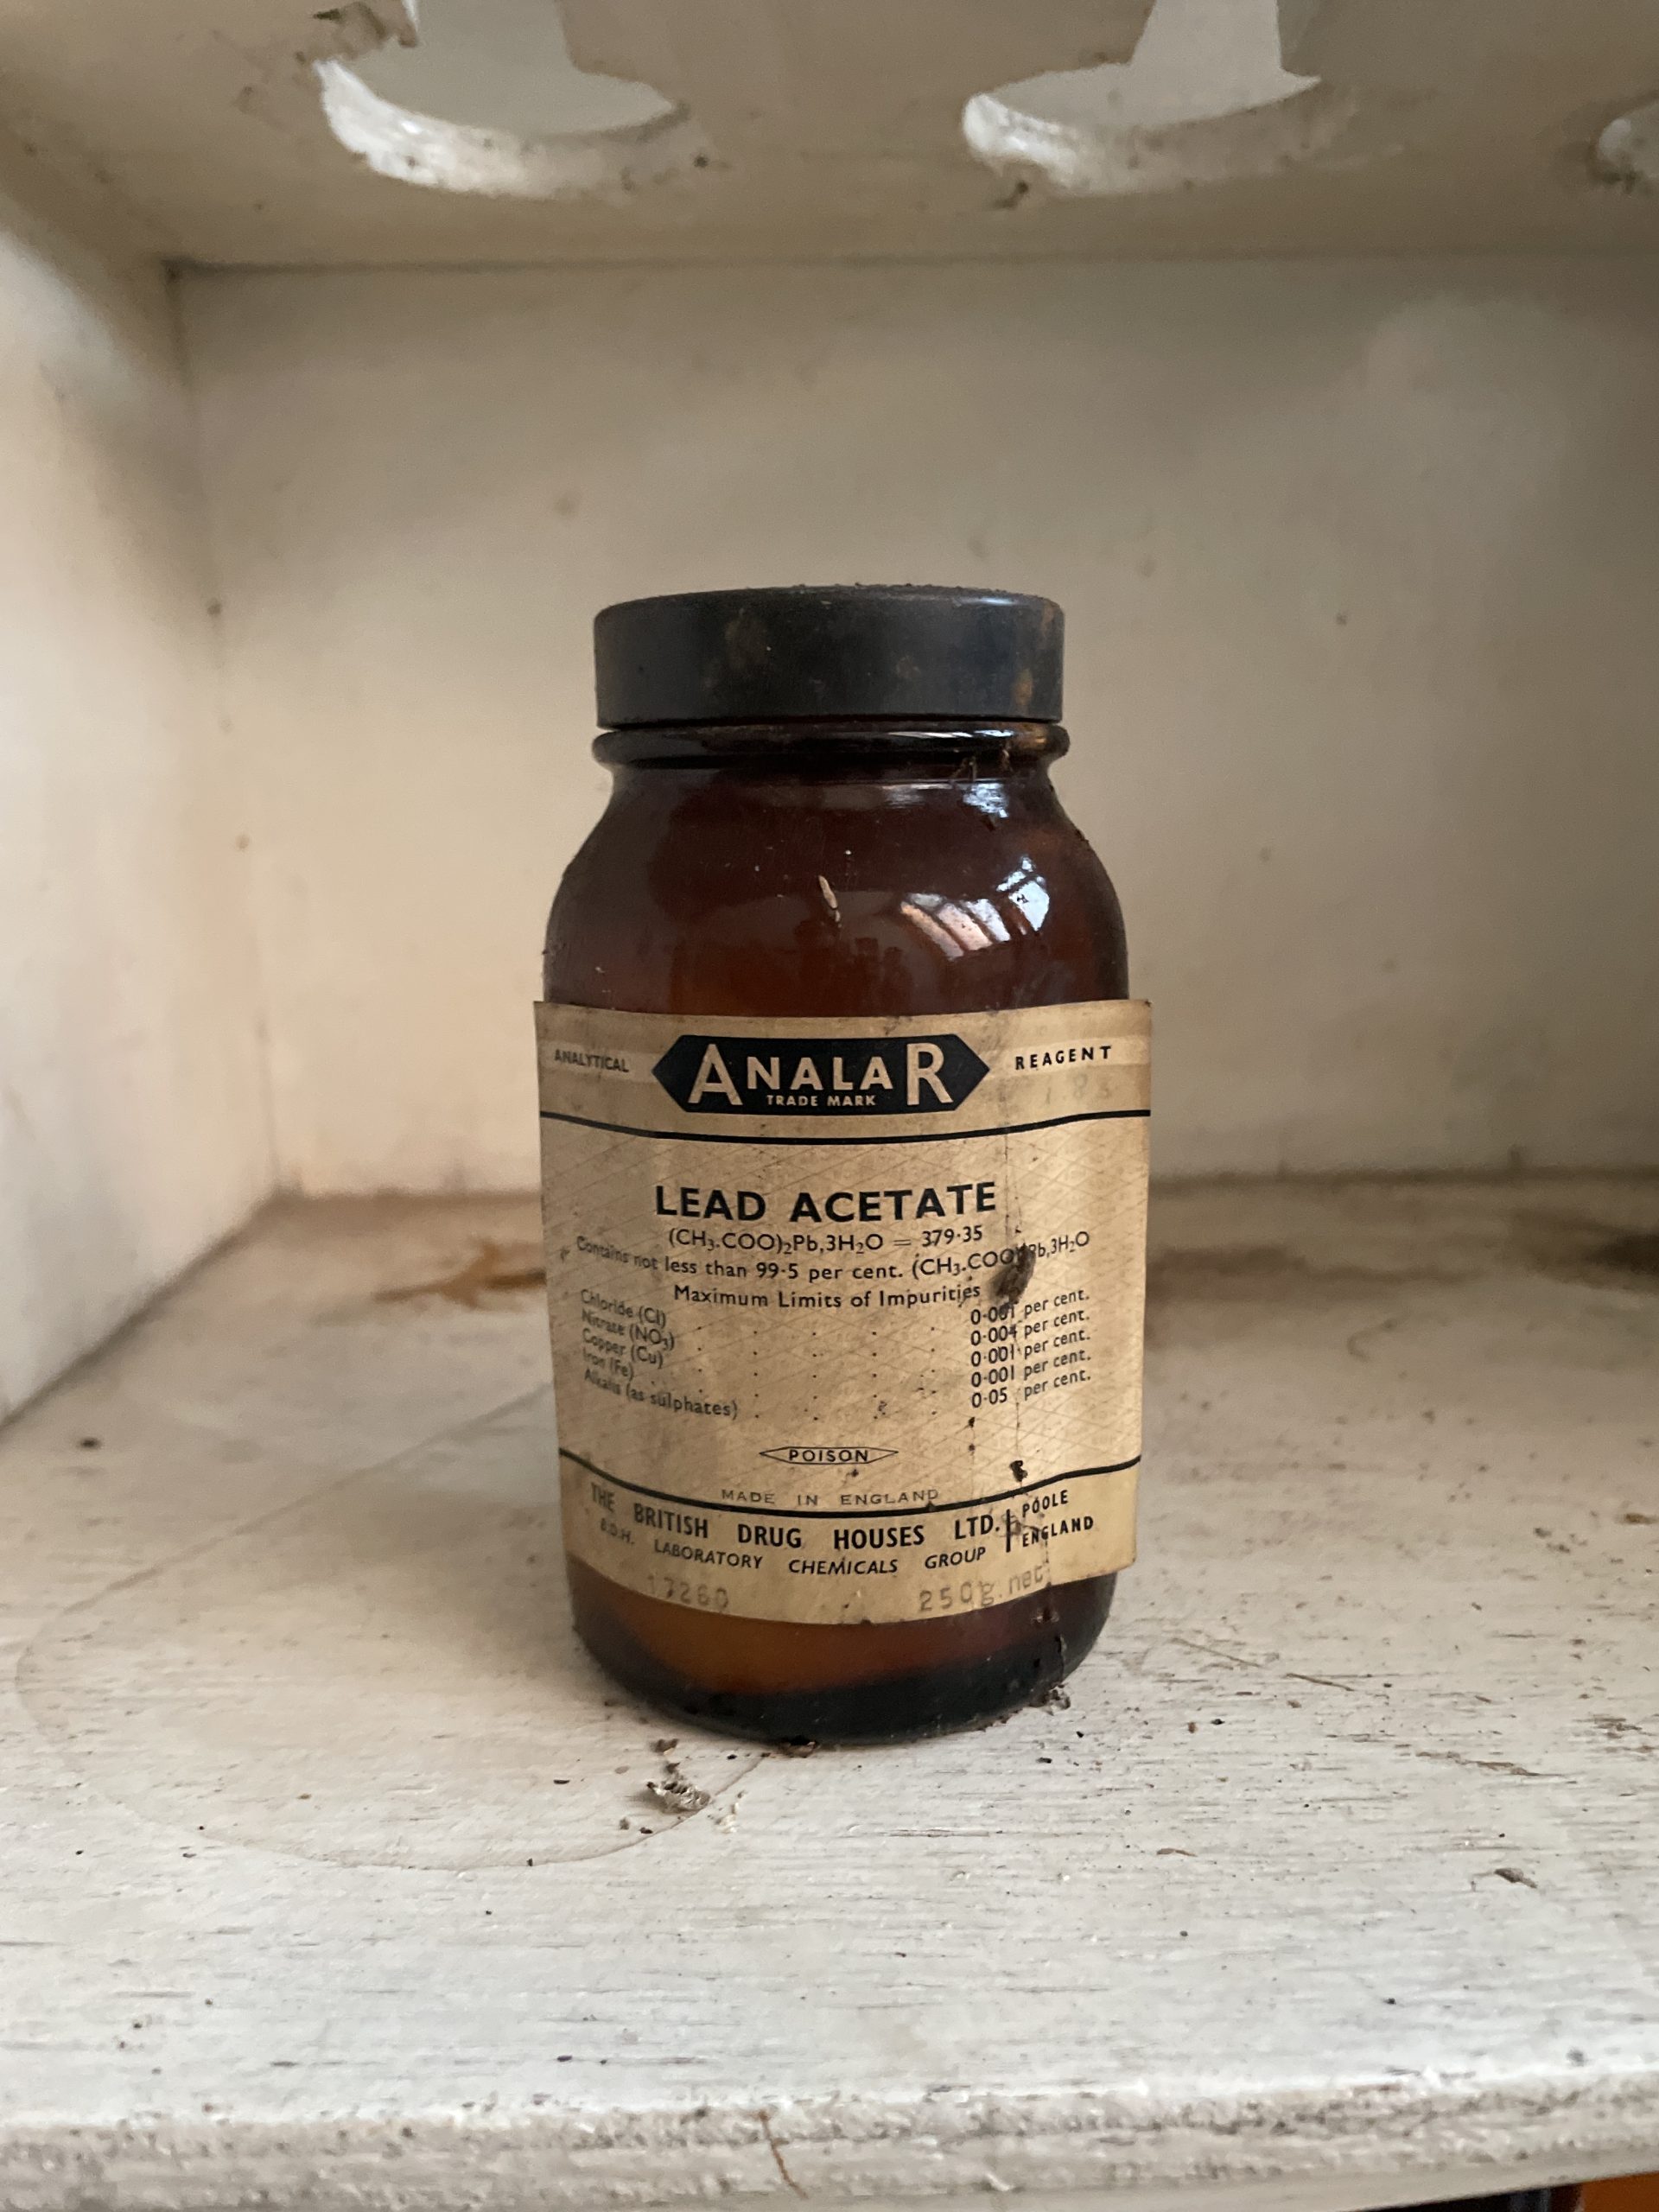 ANALYTICAL ANALAR REAGENT
TRADE MARK
LEAD ACETATE
(CH₃.COO)₂Pb,3H₂O = 379·35
Contains not less than 99·5 per cent. (CH₃.COO)₂Pb,3H₂O
Maximum Limits of Impurities
Chloride (Cl) . . . . 0·001 per cent.
Nitrate (NO₃) . . . . 0·004 per cent.
Copper (Cu) . . . . 0·001 per cent.
Iron (Fe) . . . . 0·001 per cent.
Alkalis (as sulphates) . . . . 0·05 per cent.
POISON
MADE IN ENGLAND
THE BRITISH DRUG HOUSES LTD. POOLE
B.D.H. LABORATORY CHEMICALS GROUP ENGLAND
250g. net